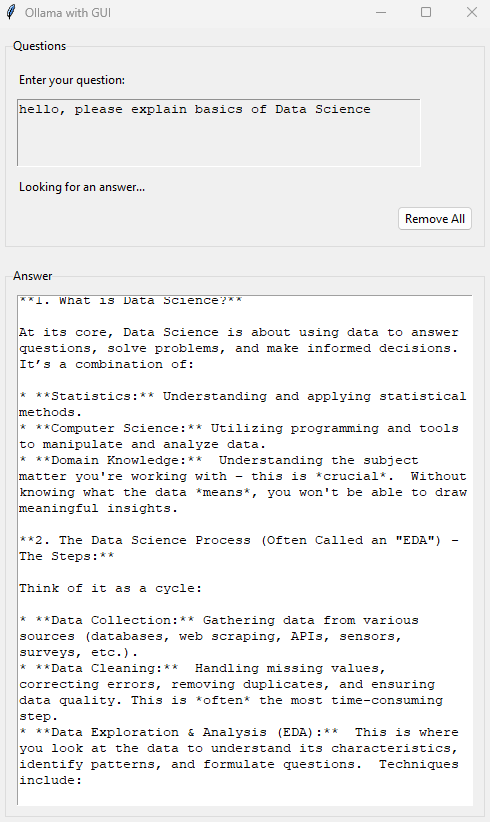 Ollama with GUI
Questions
Enter your question:
hello, please explain basics of Data Science
Looking for an answer...
Remove All
Answer
**1. What is Data Science?**
At its core, Data Science is about using data to answer
questions, solve problems, and make informed decisions.
It’s a combination of:
* **Statistics:** Understanding and applying statistical
methods.
* **Computer Science:** Utilizing programming and tools
to manipulate and analyze data.
* **Domain Knowledge:**  Understanding the subject
matter you're working with – this is *crucial*.  Without
knowing what the data *means*, you won't be able to draw
meaningful insights.
**2. The Data Science Process (Often Called an "EDA") –
The Steps:**
Think of it as a cycle:
* **Data Collection:** Gathering data from various
sources (databases, web scraping, APIs, sensors,
surveys, etc.).
* **Data Cleaning:**  Handling missing values,
correcting errors, removing duplicates, and ensuring
data quality. This is *often* the most time-consuming
step.
* **Data Exploration & Analysis (EDA):**  This is where
you look at the data to understand its characteristics,
identify patterns, and formulate questions.  Techniques
include: